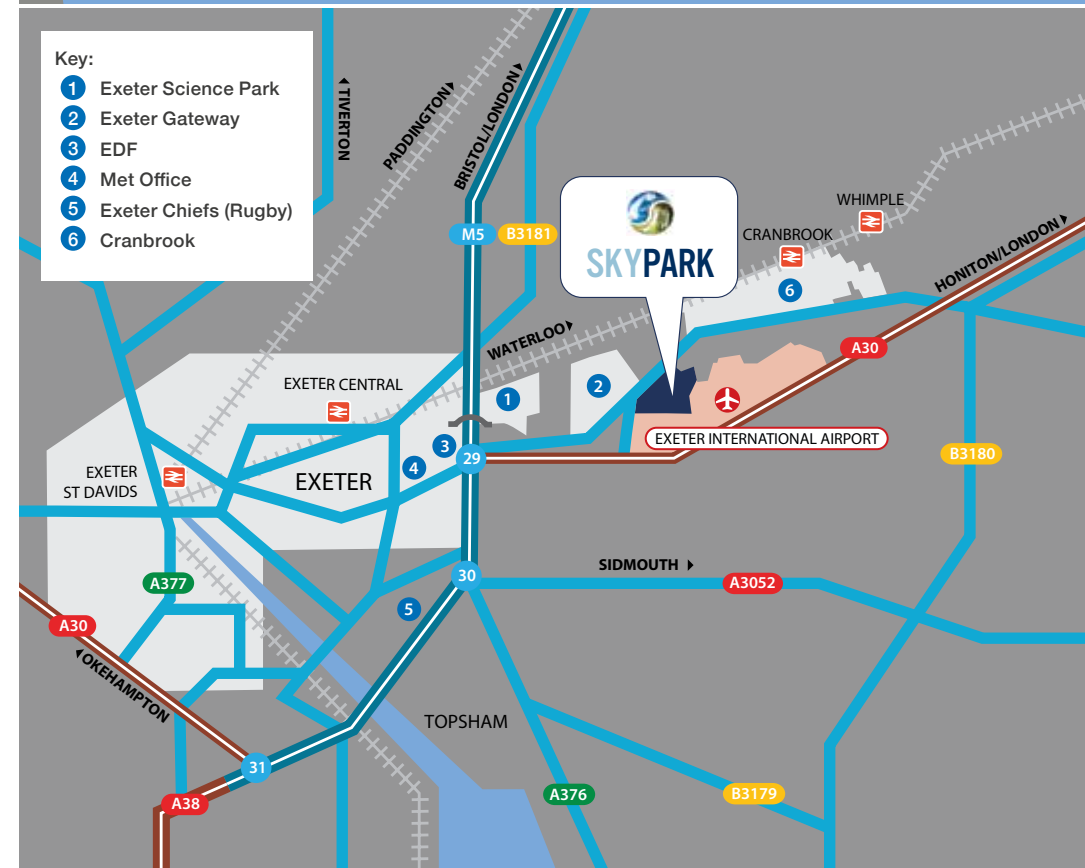 Key:
1 Exeter Science Park
2 Exeter Gateway
3 EDF
4 Met Office
5 Exeter Chiefs (Rugby)
6 Cranbrook
TIVERTON
PADDINGTON
BRISTOL/LONDON
M5
B3181
SKYPARK
WHIMPLE
CRANBROOK
6
HONITON/LONDON
WATERLOO
A30
EXETER CENTRAL
1
2
3
4
29
EXETER INTERNATIONAL AIRPORT
EXETER
ST DAVIDS
EXETER
B3180
A377
30
SIDMOUTH
A3052
5
A30
OKEHAMPTON
TOPSHAM
31
A38
A376
B3179